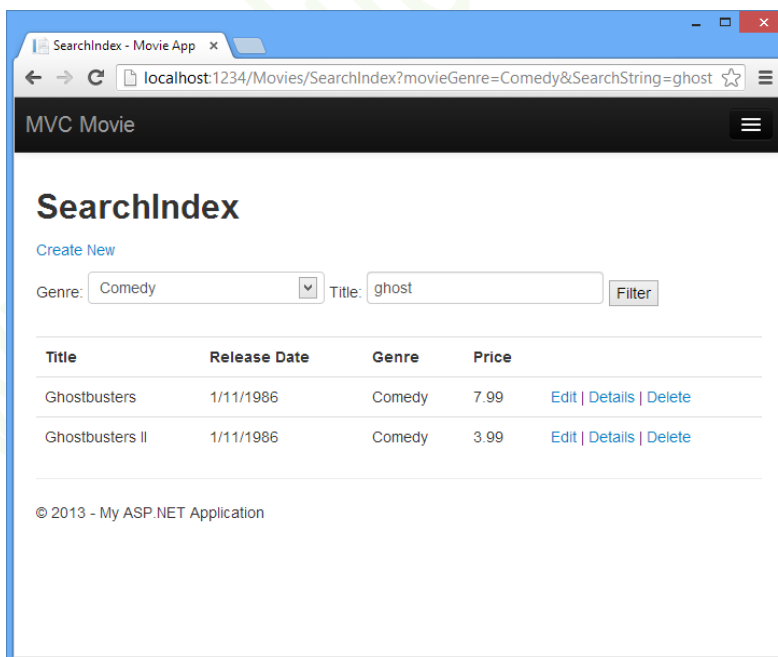 SearchIndex - Movie App
localhost:1234/Movies/SearchIndex?movieGenre=Comedy&SearchString=ghost
MVC Movie
SearchIndex
Create New
Genre: Comedy Title: ghost Filter
Title Release Date Genre Price
Ghostbusters 1/11/1986 Comedy 7.99 Edit | Details | Delete
Ghostbusters II 1/11/1986 Comedy 3.99 Edit | Details | Delete
© 2013 - My ASP.NET Application